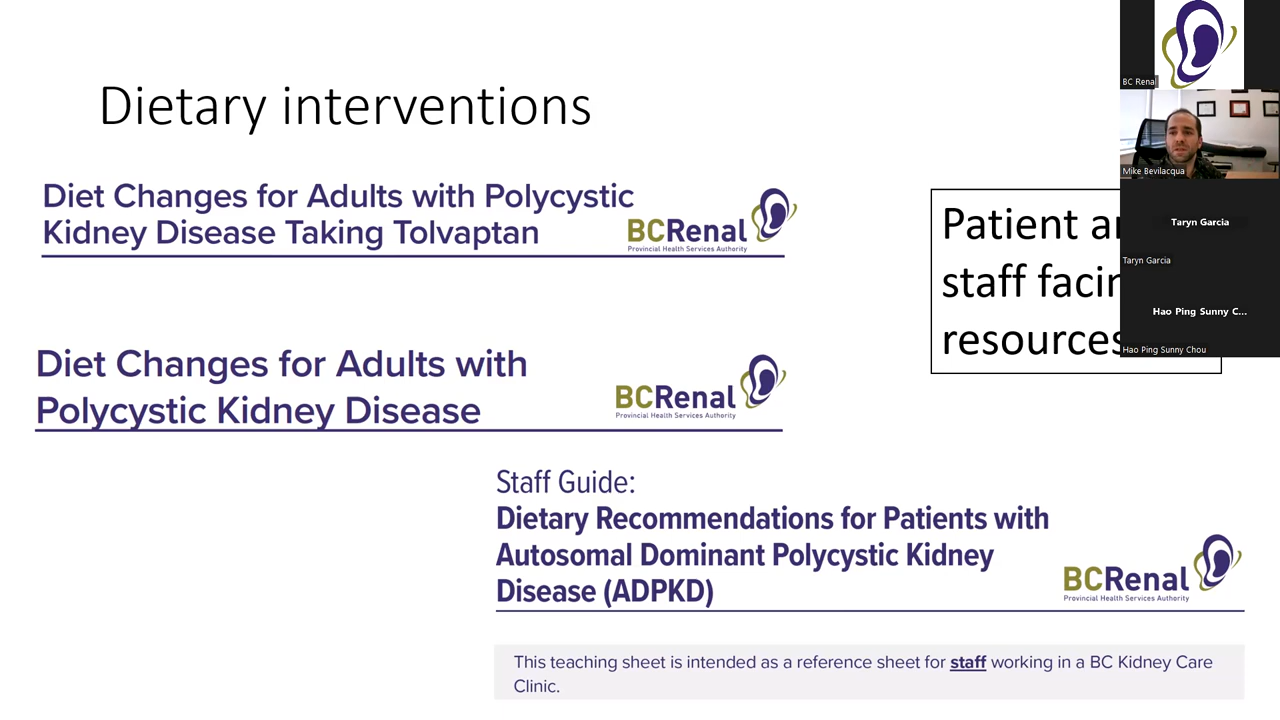 Dietary interventions
Diet Changes for Adults with Polycystic
Kidney Disease Taking Tolvaptan
BCRenal
Provincial Health Services Authority
Diet Changes for Adults with
Polycystic Kidney Disease
BCRenal
Provincial Health Services Authority
Patient
staff
resources
Staff Guide:
Dietary Recommendations for Patients with
Autosomal Dominant Polycystic Kidney
Disease (ADPKD)
BCRenal
Provincial Health Services Authority
This teaching sheet is intended as a reference sheet for staff working in a BC Kidney Care
Clinic.
BC Renal
Mike Bevilacqua
Taryn Garcia
Taryn Garcia
Hao Ping Sunny C...
Hao Ping Sunny Chou